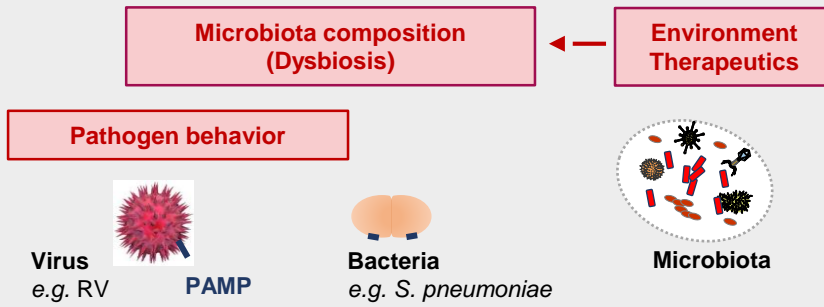 Microbiota composition
(Dysbiosis)
Environment
Therapeutics
Pathogen behavior
Virus
e.g. RV
PAMP
Bacteria
e.g. S. pneumoniae
Microbiota